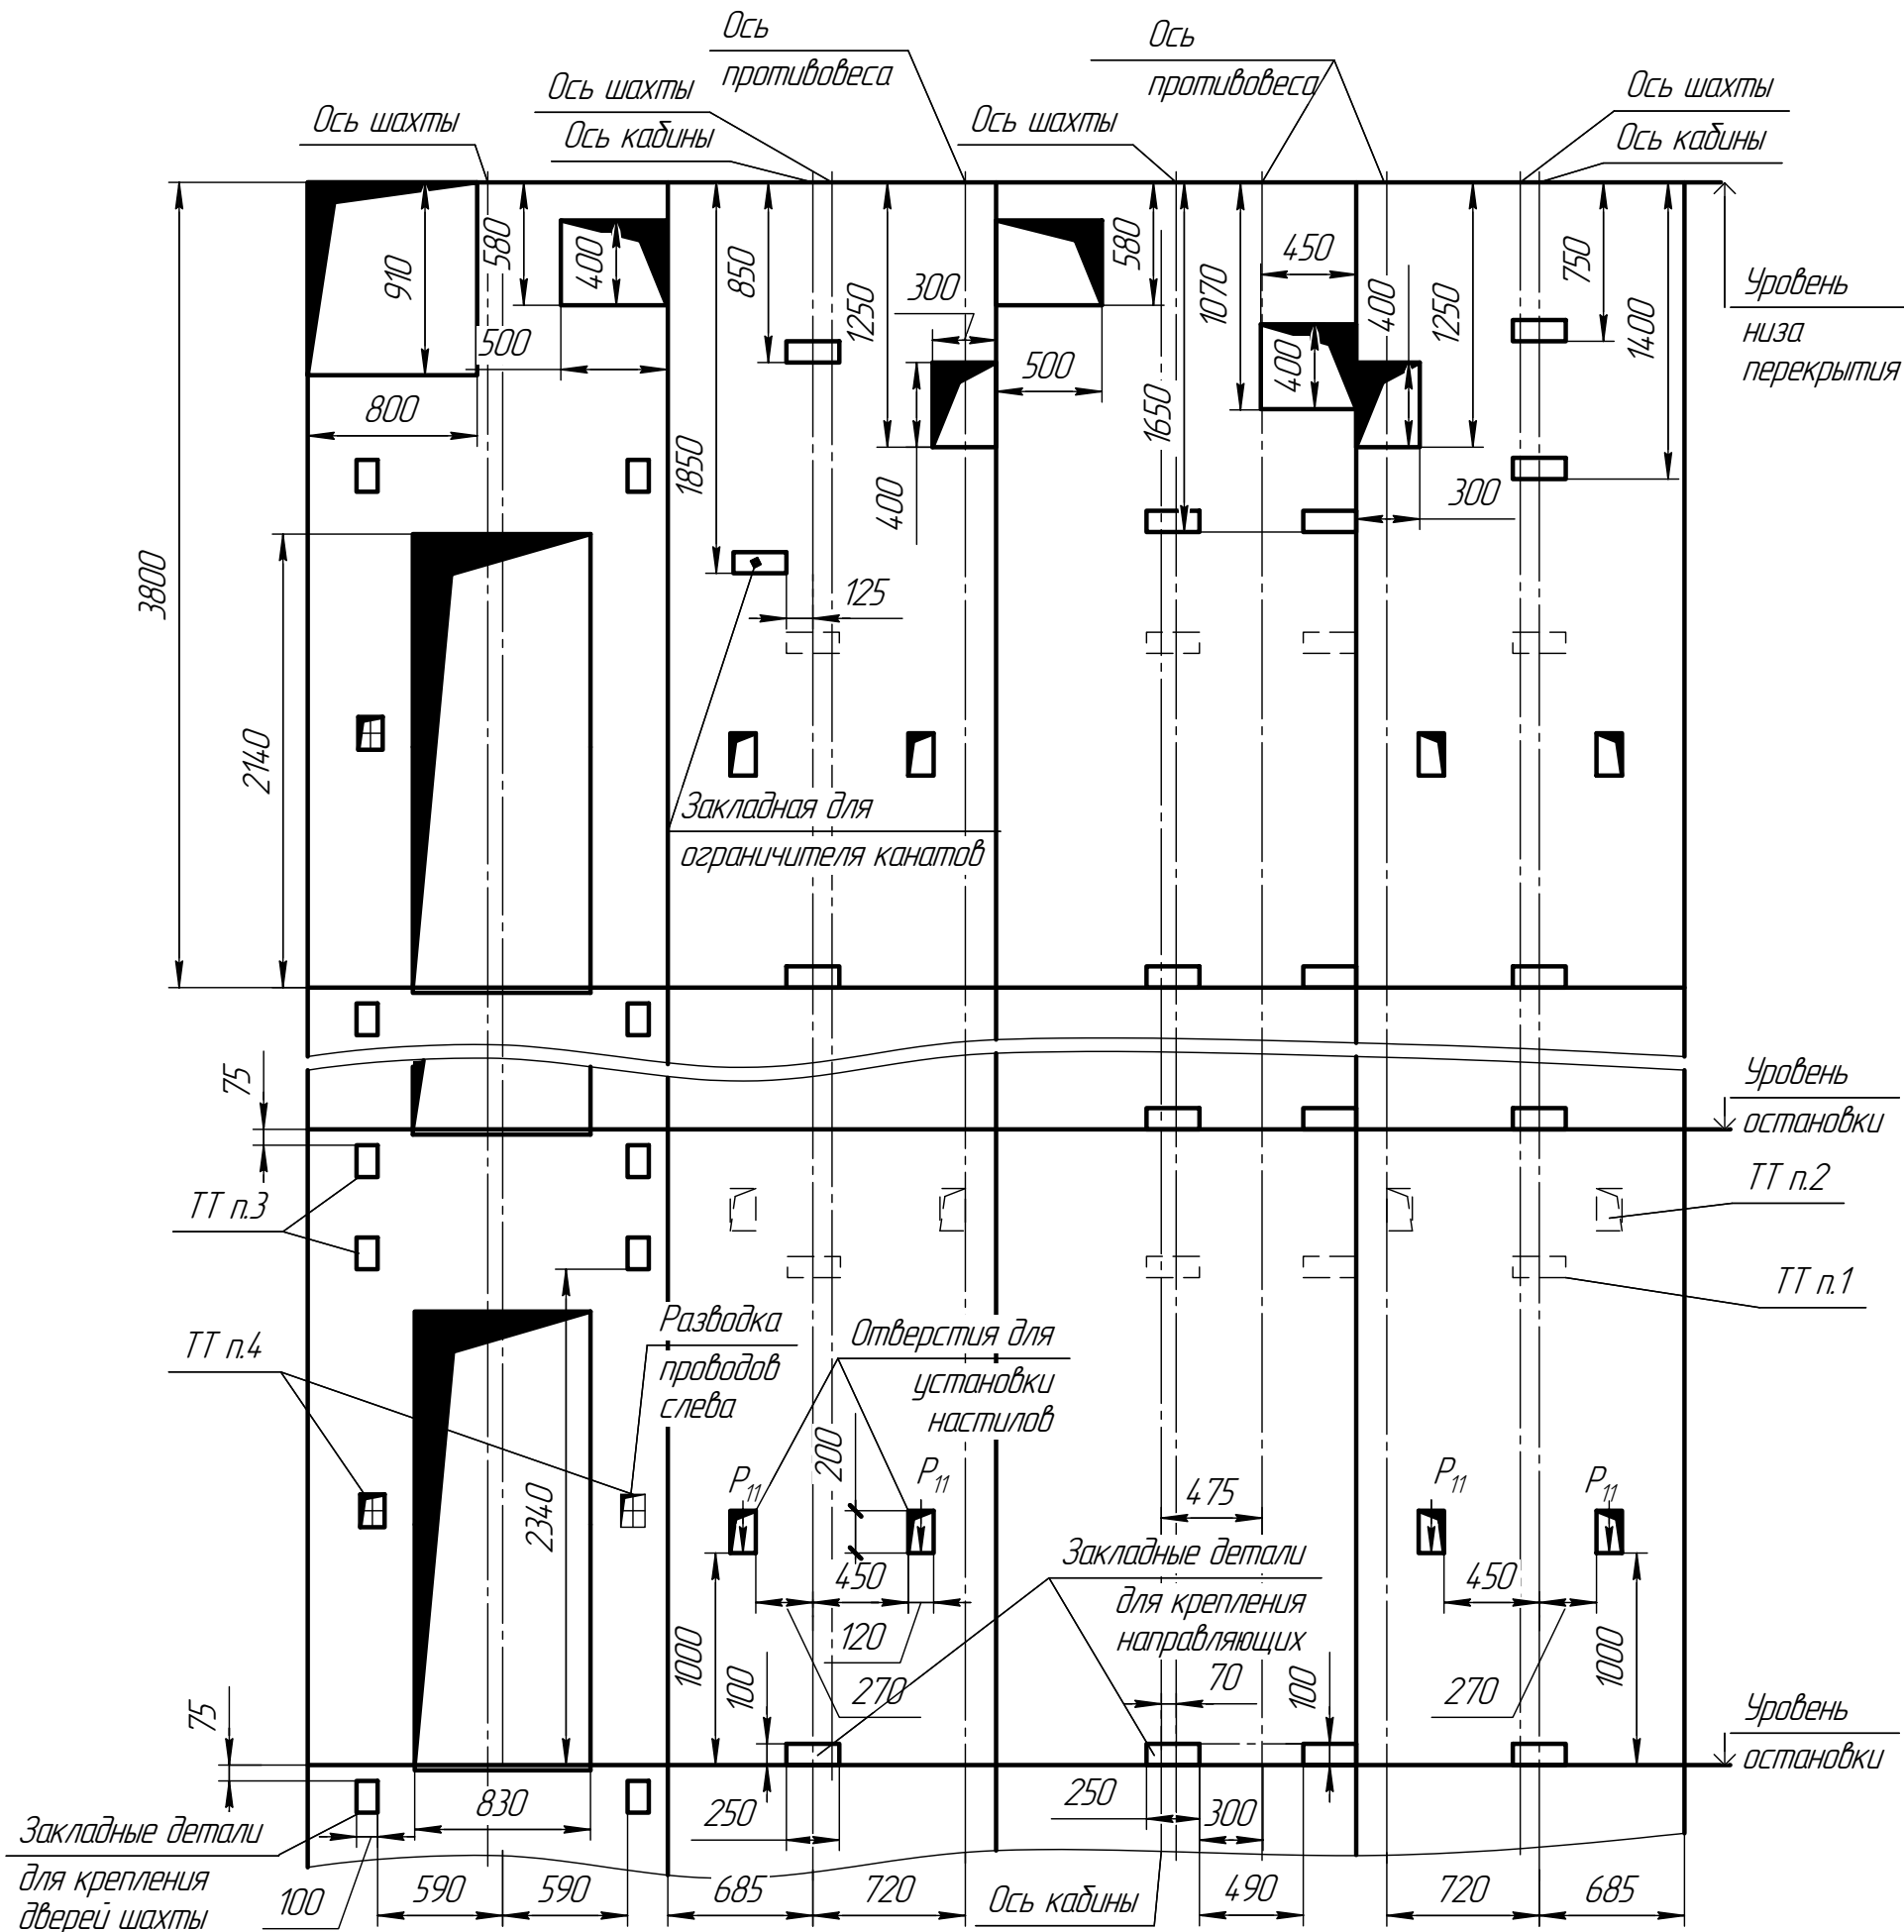 Ось
противовеса
Ось
противовеса
Ось шахты
Ось кабины
Ось шахты
Ось шахты
Ось шахты
Ось кабины
3800
910
580
400
500
800
1850
850
1250
300
400
580
500
1650
1070
450
400
400
1250
300
750
1400
Уровень
низа
перекрытия
2140
125
Закладная для
ограничителя канатов
75
Уровень
остановки
ТТ п.3
ТТ п.2
ТТ п.1
ТТ п.4
Разводка
проводов
слева
Отверстия для
установки
настилов
2340
P11
200
P11
475
P11
P11
450
120
270
1000
100
Закладные детали
для крепления
направляющих
70
100
450
270
1000
Уровень
остановки
75
830
250
250
300
Закладные детали
для крепления
дверей шахты
100
590
590
685
720
Ось кабины
490
720
685